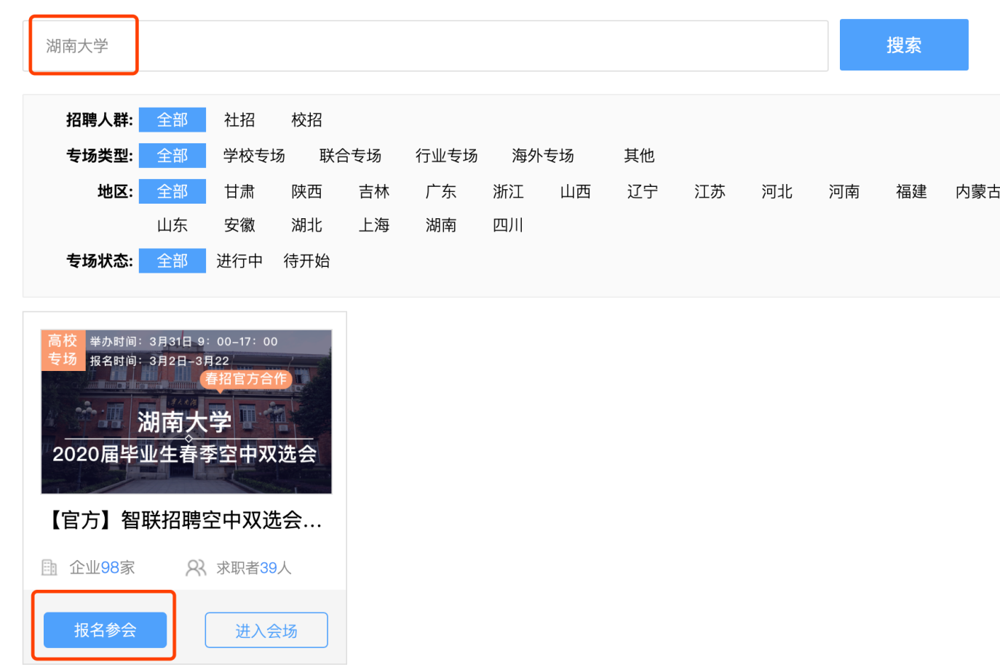 湖南大学
搜索
招聘人群: 全部 社招 校招
专场类型: 全部 学校专场 联合专场 行业专场 海外专场 其他
地区: 全部 甘肃 陕西 吉林 广东 浙江 山西 辽宁 江苏 河北 河南 福建 内蒙古
山东 安徽 湖北 上海 湖南 四川
专场状态: 全部 进行中 待开始
高校
专场
举办时间：3月31日 9：00-17：00
报名时间：3月2日-3月22
春招官方合作
湖南大学
2020届毕业生春季空中双选会
【官方】智联招聘空中双选会...
企业98家 求职者39人
报名参会 进入会场